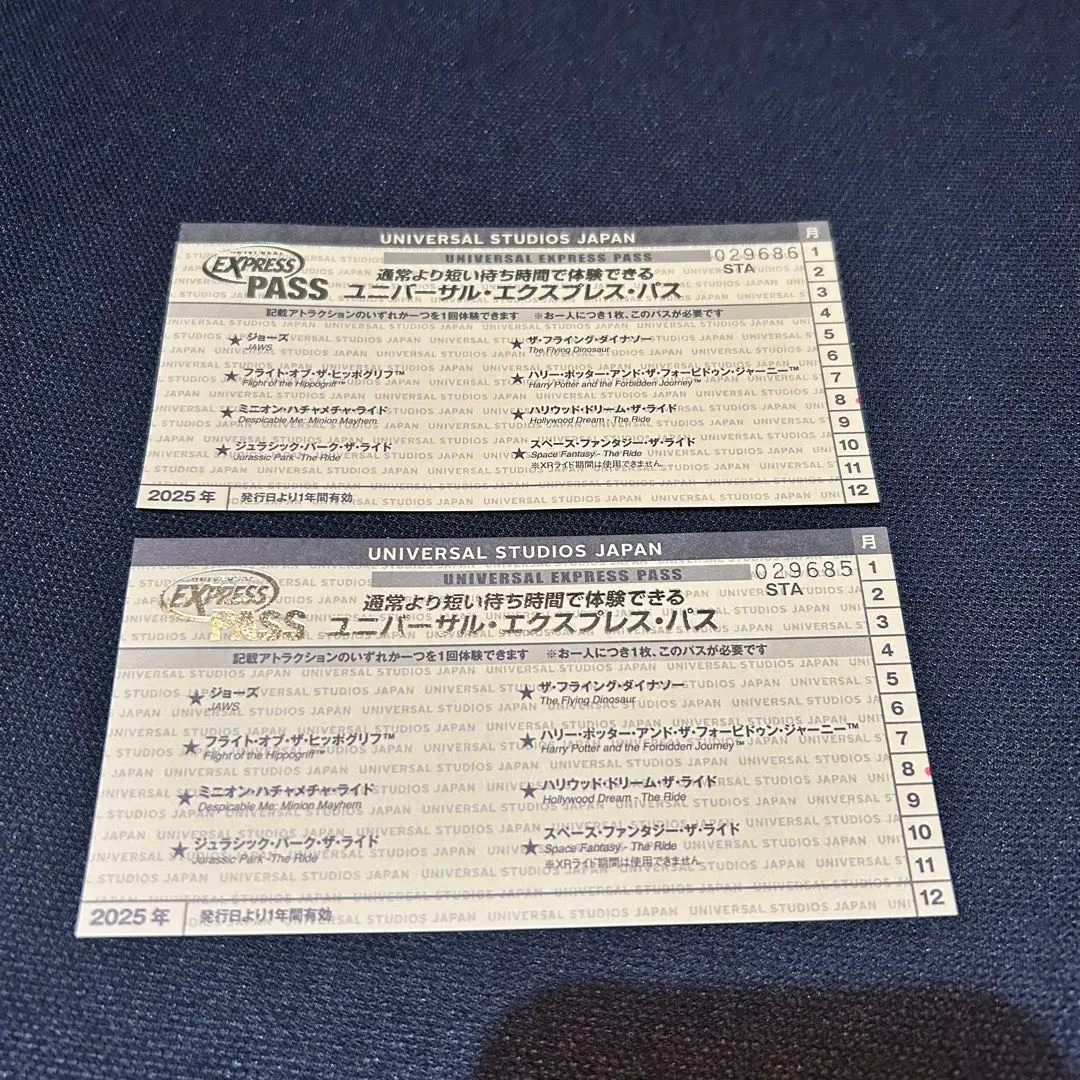 UNIVERSAL STUDIOS JAPAN
月
UNIVERSAL EXPRESS PASS
029686
STA
UNIVERSAL
EXPRESS
PASS
通常より短い待ち時間で体験できる
ユニバーサル・エクスプレス・パス
記載アトラクションのいずれか一つを1回体験できます ※お一人につき1枚、このパスが必要です
★ ジョーズ
JAWS
★ フライト・オブ・ザ・ヒッポグリフ™
Flight of the Hippogriff™
★ ミニオン・ハチャメチャ・ライド
Despicable Me: Minion Mayhem
★ ジュラシック・パーク・ザ・ライド
Jurassic Park -The Ride
★ ザ・フライング・ダイナソー
The Flying Dinosaur
★ ハリー・ポッター・アンド・ザ・フォービドゥン・ジャーニー™
Harry Potter and the Forbidden Journey™
★ ハリウッド・ドリーム・ザ・ライド
Hollywood Dream - The Ride
★ スペース・ファンタジー・ザ・ライド
Space Fantasy - The Ride
※XRライド期間は使用できません
2025年 発行日より1年間有効
1
2
3
4
5
6
7
8
9
10
11
12
UNIVERSAL STUDIOS JAPAN
月
UNIVERSAL EXPRESS PASS
029685
STA
UNIVERSAL
EXPRESS
PASS
通常より短い待ち時間で体験できる
ユニバーサル・エクスプレス・パス
記載アトラクションのいずれか一つを1回体験できます ※お一人につき1枚、このパスが必要です
★ ジョーズ
JAWS
★ フライト・オブ・ザ・ヒッポグリフ™
Flight of the Hippogriff™
★ ミニオン・ハチャメチャ・ライド
Despicable Me: Minion Mayhem
★ ジュラシック・パーク・ザ・ライド
Jurassic Park -The Ride
★ ザ・フライング・ダイナソー
The Flying Dinosaur
★ ハリー・ポッター・アンド・ザ・フォービドゥン・ジャーニー™
Harry Potter and the Forbidden Journey™
★ ハリウッド・ドリーム・ザ・ライド
Hollywood Dream - The Ride
★ スペース・ファンタジー・ザ・ライド
Space Fantasy - The Ride
※XRライド期間は使用できません
2025年 発行日より1年間有効
1
2
3
4
5
6
7
8
9
10
11
12